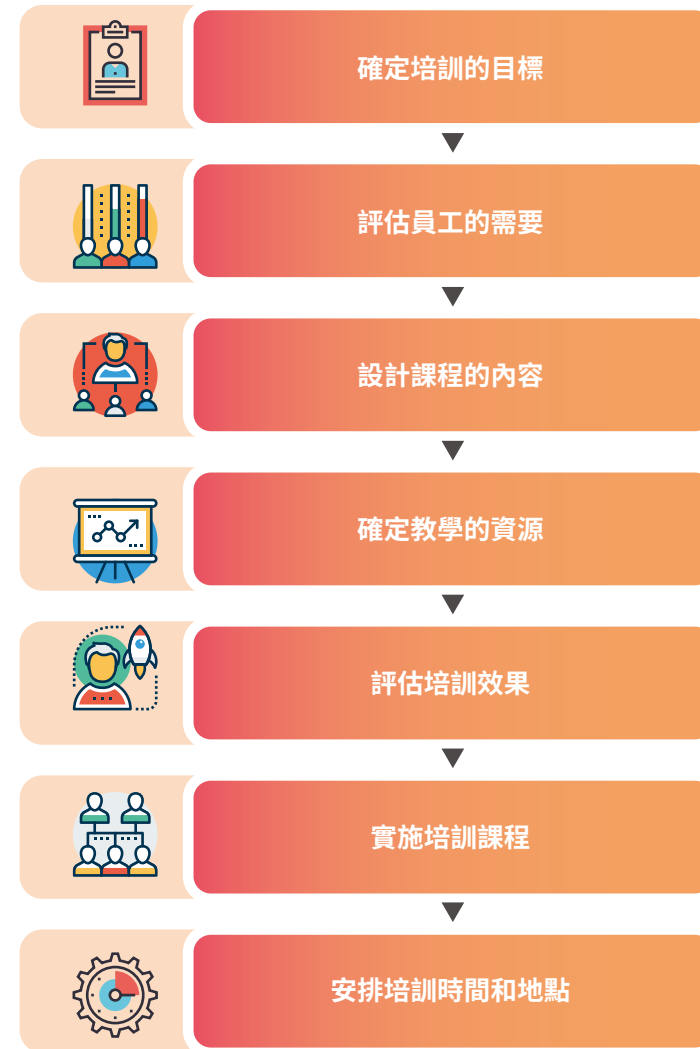 確定培訓的目標
評估員工的需要
設計課程的內容
確定教學的資源
評估培訓效果
實施培訓課程
安排培訓時間和地點